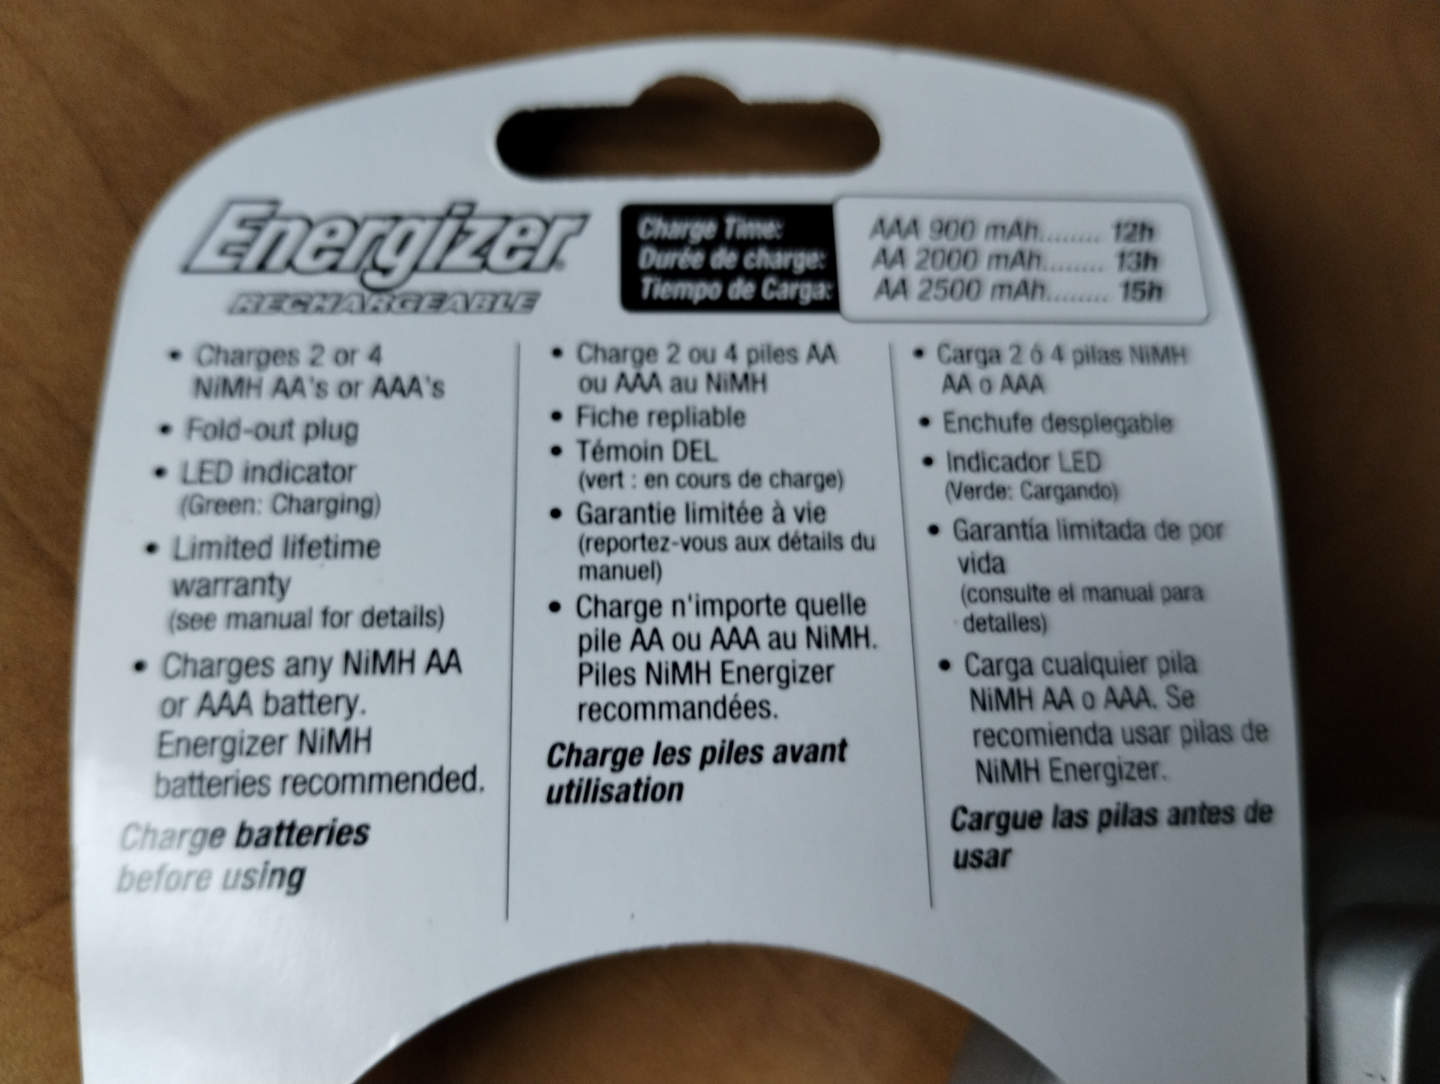 Energizer
RECHARGEABLE
Charge Time:
Durée de charge:
Tiempo de Carga:
AAA 900 mAh........ 12h
AA 2000 mAh........ 13h
AA 2500 mAh........ 15h
• Charges 2 or 4
NiMH AA's or AAA's
• Fold-out plug
• LED indicator
(Green: Charging)
• Limited lifetime
warranty
(see manual for details)
• Charges any NiMH AA
or AAA battery.
Energizer NiMH
batteries recommended.
Charge batteries
before using
• Charge 2 ou 4 piles AA
ou AAA au NiMH
• Fiche repliable
• Témoin DEL
(vert : en cours de charge)
• Garantie limitée à vie
(reportez-vous aux détails du
manuel)
• Charge n'importe quelle
pile AA ou AAA au NiMH.
Piles NiMH Energizer
recommandées.
Charge les piles avant
utilisation
• Carga 2 ó 4 pilas NiMH
AA o AAA
• Enchufe desplegable
• Indicador LED
(Verde: Cargando)
• Garantía limitada de por
vida
(consulte el manual para
detalles)
• Carga cualquier pila
NiMH AA o AAA. Se
recomienda usar pilas de
NiMH Energizer.
Cargue las pilas antes de
usar